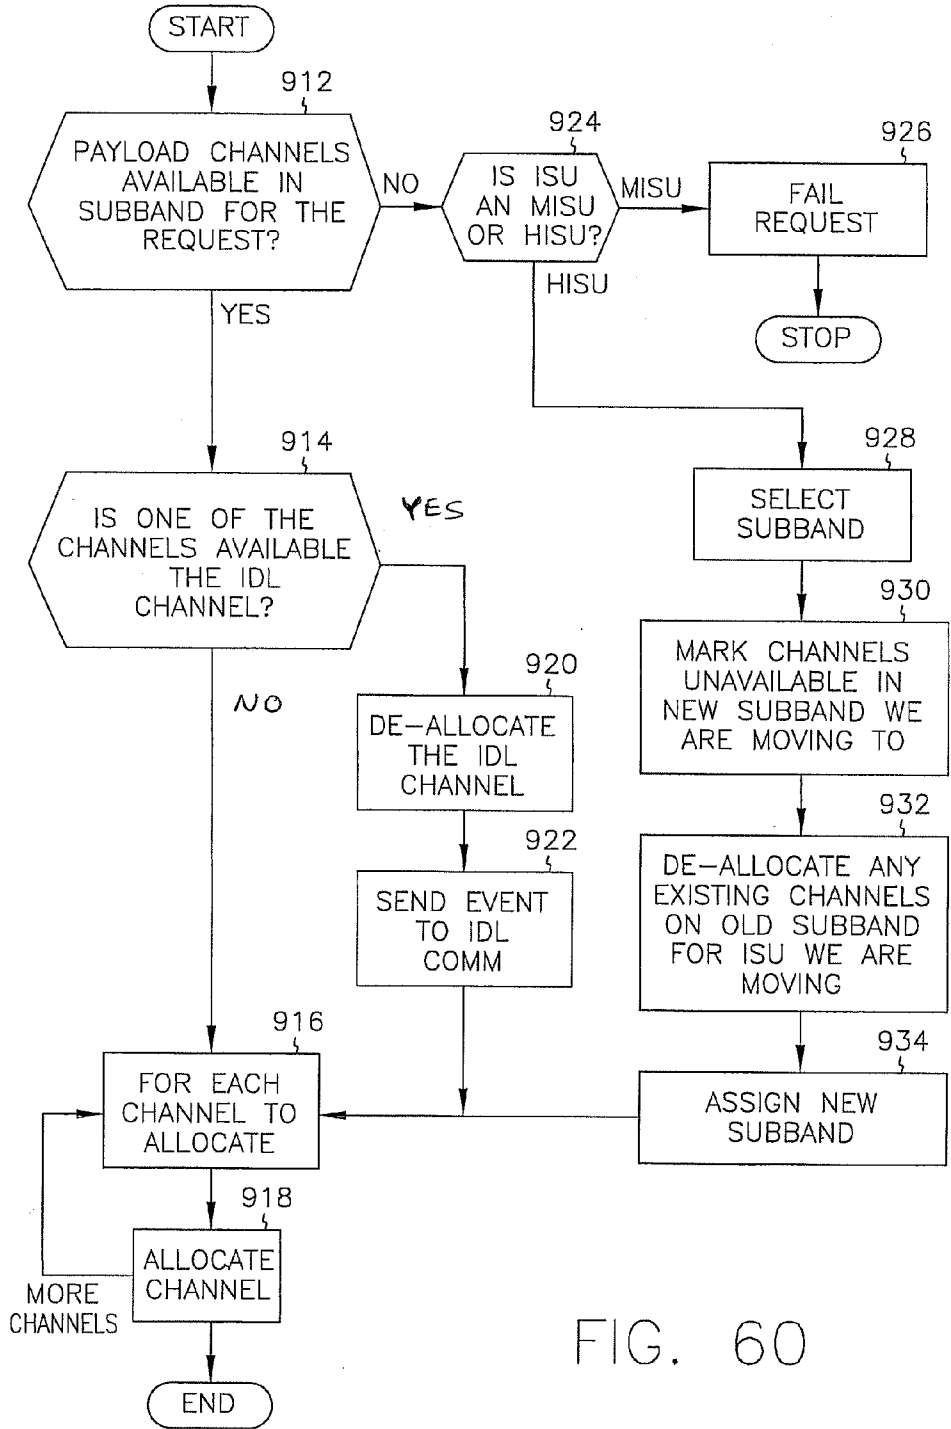 START
912
PAYLOAD CHANNELS
AVAILABLE IN
SUBBAND FOR THE
REQUEST?
NO
YES
924
IS ISU
AN MISU
OR HISU?
MISU
HISU
926
FAIL
REQUEST
STOP
914
IS ONE OF THE
CHANNELS AVAILABLE
THE IDL
CHANNEL?
YES
NO
920
DE-ALLOCATE
THE IDL
CHANNEL
922
SEND EVENT
TO IDL
COMM
928
SELECT
SUBBAND
930
MARK CHANNELS
UNAVAILABLE IN
NEW SUBBAND WE
ARE MOVING TO
932
DE-ALLOCATE ANY
EXISTING CHANNELS
ON OLD SUBBAND
FOR ISU WE ARE
MOVING
934
ASSIGN NEW
SUBBAND
916
FOR EACH
CHANNEL TO
ALLOCATE
918
ALLOCATE
CHANNEL
MORE
CHANNELS
END
FIG. 60